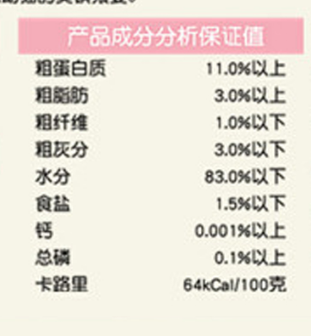 产品成分分析保证值
粗蛋白质 11.0%以上
粗脂肪 3.0%以上
粗纤维 1.0%以下
粗灰分 3.0%以下
水分 83.0%以下
食盐 1.5%以下
钙 0.001%以上
总磷 0.1%以上
卡路里 64kCal/100克